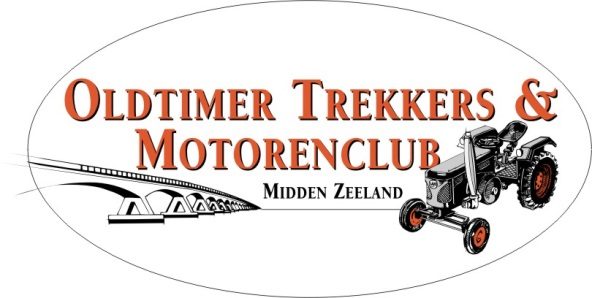 OLDTIMER TREKKERS &
MOTORENCLUB
MIDDEN ZEELAND